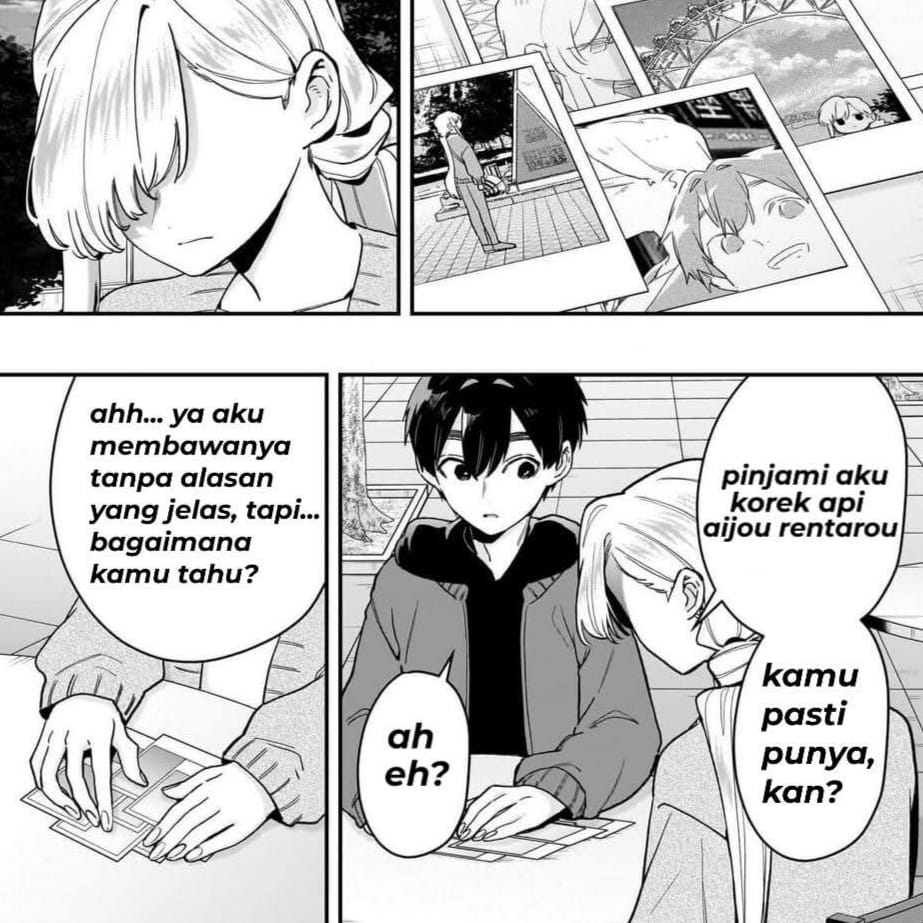 pinjami aku
korek api
aijou rentarou
kamu
pasti
punya,
kan?
ah
eh?
ahh... ya aku
membawanya
tanpa alasan
yang jelas, tapi...
bagaimana
kamu tahu?